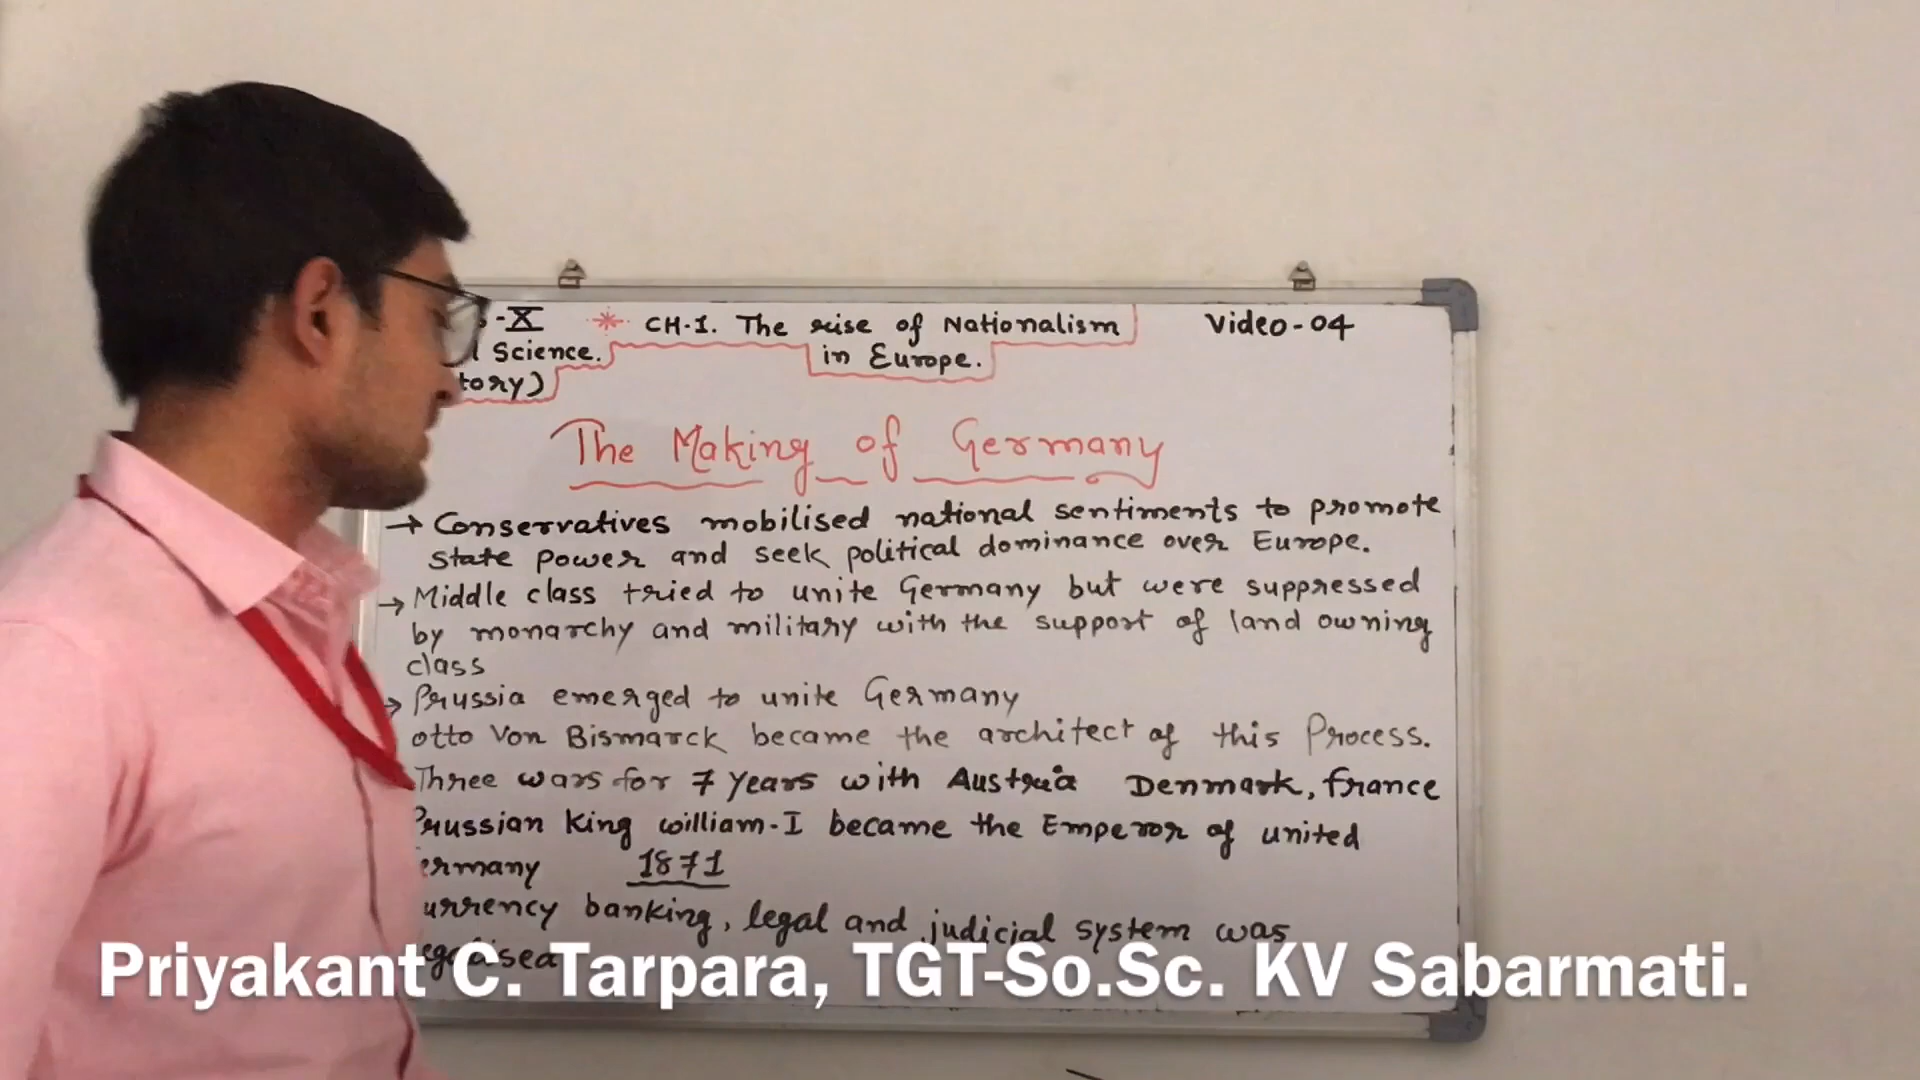 -X
CH-1. The rise of Nationalism
in Europe.
Video-04
Science.
tory)
The Making of Germany
→ Conservatives mobilised national sentiments to promote
state power and seek political dominance over Europe.
→ Middle class tried to unite Germany but were suppressed
by monarchy and military with the support of land owning
class
→ Prussia emerged to unite Germany
otto Von Bismarck became the architect of this Process.
Three wars for 7 years with Austria Denmark, france
Prussian King william-I became the Emperor of united
ermany 1871
urrency banking, legal and judicial system was
Priyakant C. Tarpara, TGT-So.Sc. KV Sabarmati.